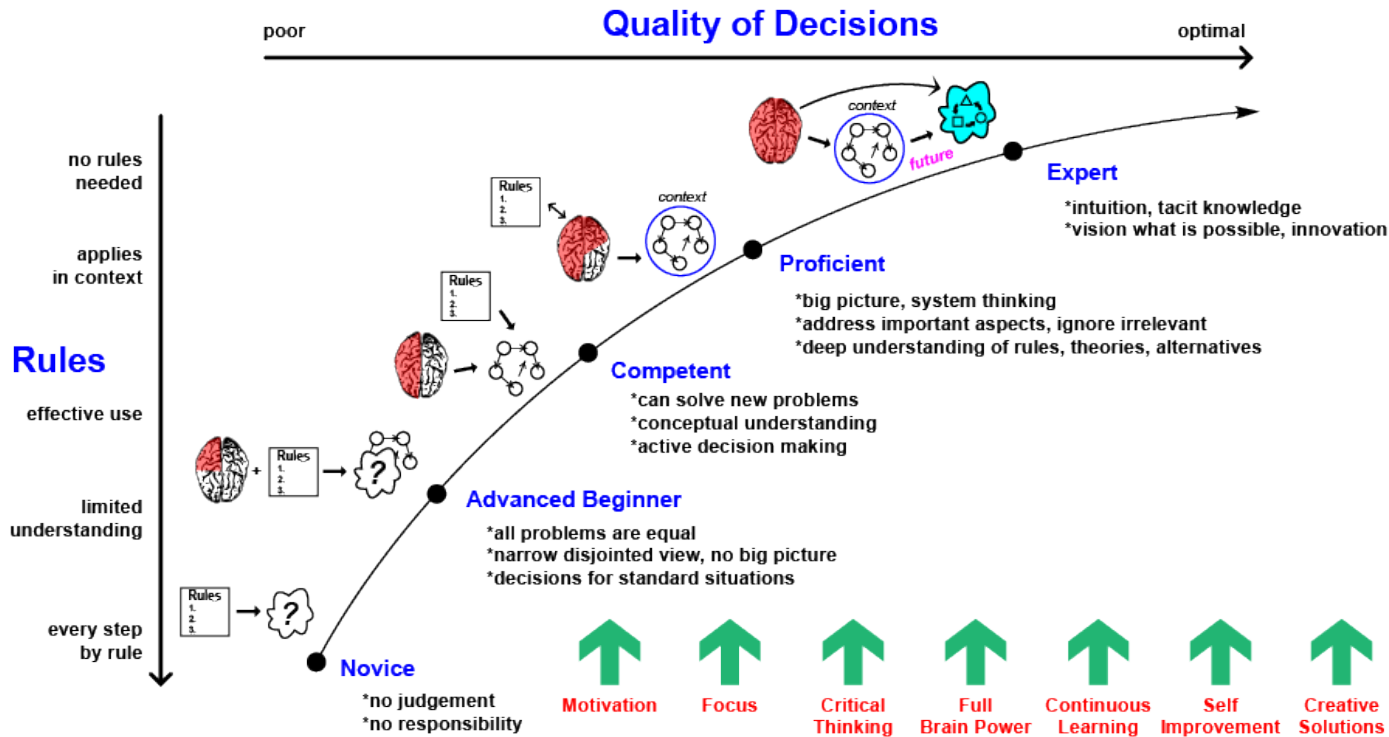 Quality of Decisions
poor
optimal
no rules
needed
applies
in context
Rules
effective use
limited
understanding
every step
by rule
context
future
Expert
*intuition, tacit knowledge
*vision what is possible, innovation
Rules
1.
2.
3.
context
Proficient
*big picture, system thinking
*address important aspects, ignore irrelevant
*deep understanding of rules, theories, alternatives
Rules
1.
2.
3.
Competent
*can solve new problems
*conceptual understanding
*active decision making
+
Rules
1.
2.
3.
?
Advanced Beginner
*all problems are equal
*narrow disjointed view, no big picture
*decisions for standard situations
Rules
1.
2.
3.
?
Novice
*no judgement
*no responsibility
Motivation
Focus
Critical
Thinking
Full
Brain Power
Continuous
Learning
Self
Improvement
Creative
Solutions